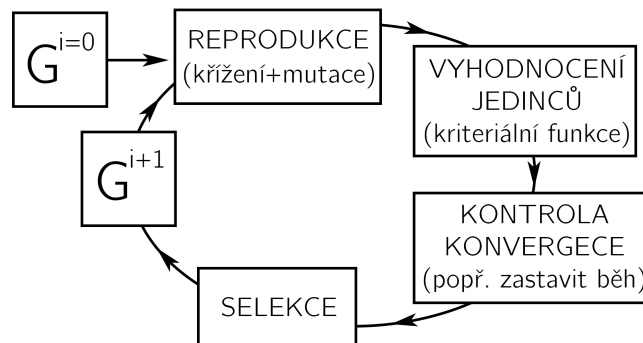 G i=0
REPRODUKCE
(křížení+mutace)
VYHODNOCENÍ
JEDINCŮ
(kriteriální funkce)
KONTROLA
KONVERGECE
(popř. zastavit běh)
SELEKCE
G i+1